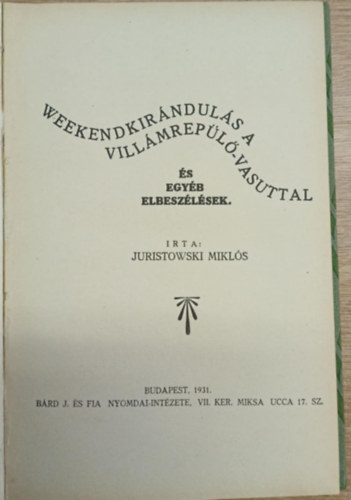 WEEKENDKIRÁNDULÁS A
VILLÁMREPÜLŐ-VASUTTAL
ÉS
EGYÉB
ELBESZÉLÉSEK.
IRTA:
JURISTOWSKI MIKLÓS
BUDAPEST, 1931.
BÁRD J. ÉS FIA NYOMDAI-INTÉZETE, VII. KER. MIKSA UCCA 17. SZ.